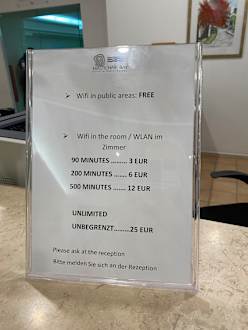 ➢ Wifi in public areas: FREE
➢ Wifi in the room / WLAN im
Zimmer
90 MINUTES ......... 3 EUR
200 MINUTES ....... 6 EUR
500 MINUTES ....... 12 EUR
UNLIMITED
UNBEGRENZT.........25 EUR
Please ask at the reception
Bitte melden Sie sich an der Rezeption